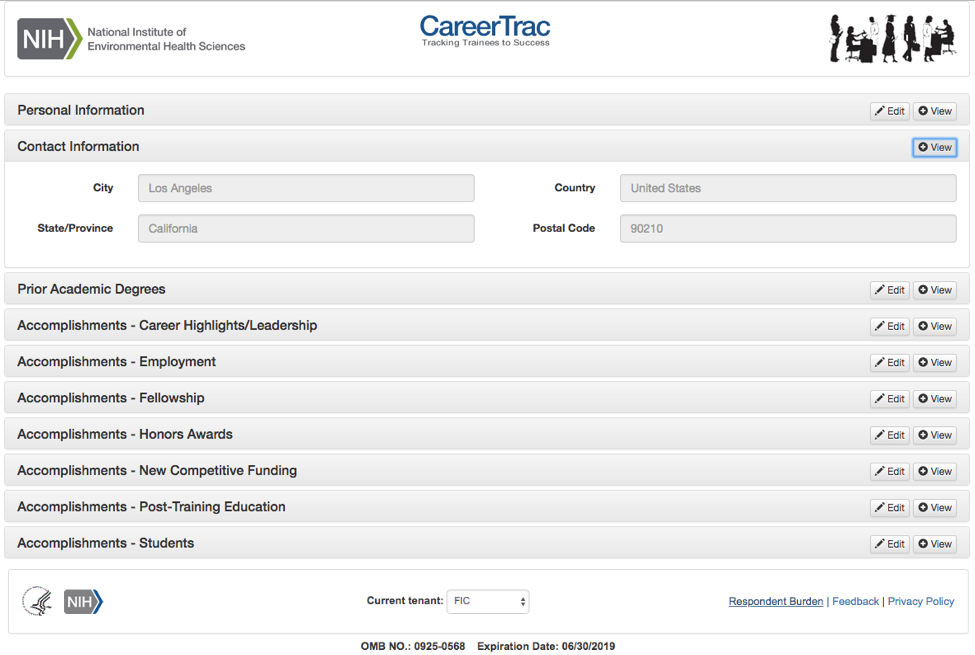 NIH National Institute of
Environmental Health Sciences
CareerTrac
Tracking Trainees to Success
Personal Information Edit View
Contact Information View
City Los Angeles Country United States
State/Province California Postal Code 90210
Prior Academic Degrees Edit View
Accomplishments - Career Highlights/Leadership Edit View
Accomplishments - Employment Edit View
Accomplishments - Fellowship Edit View
Accomplishments - Honors Awards Edit View
Accomplishments - New Competitive Funding Edit View
Accomplishments - Post-Training Education Edit View
Accomplishments - Students Edit View
NIH Current tenant: FIC Respondent Burden | Feedback | Privacy Policy
OMB NO.: 0925-0568 Expiration Date: 06/30/2019